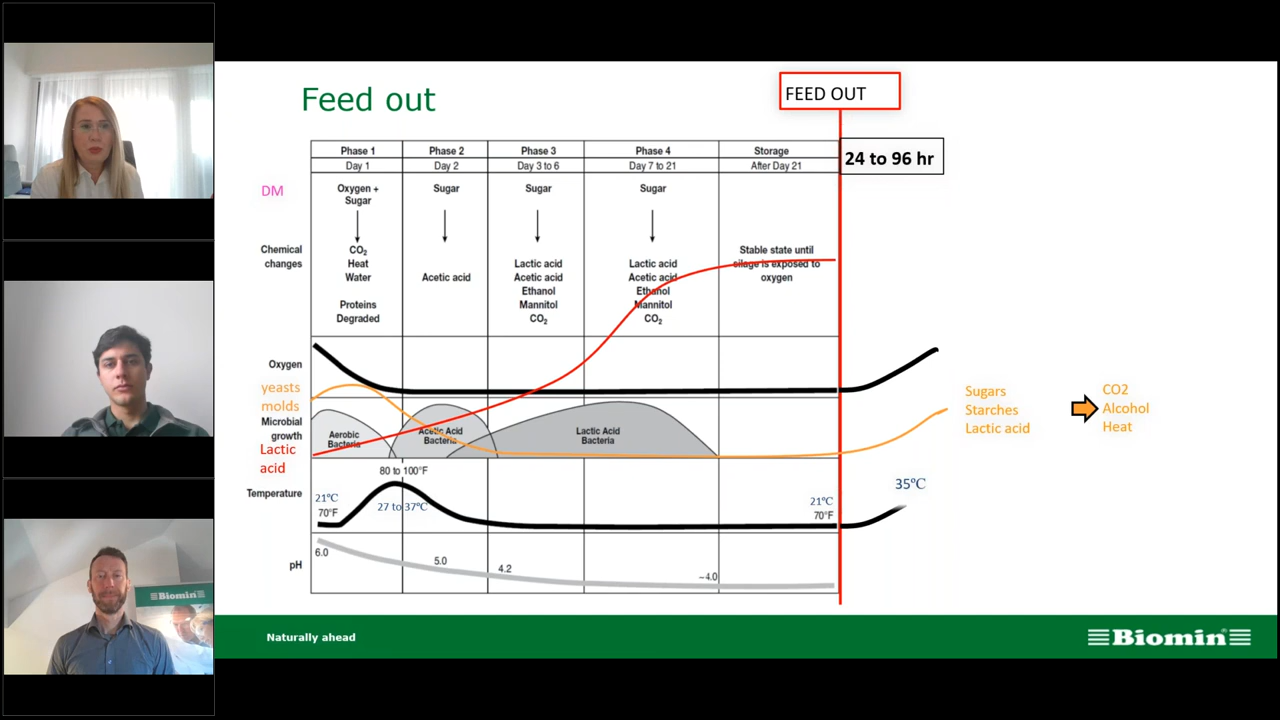 Feed out
FEED OUT
24 to 96 hr
Phase 1
Phase 2
Phase 3
Phase 4
Storage
Day 1
Day 2
Day 3 to 6
Day 7 to 21
After Day 21
DM
Oxygen +
Sugar
Sugar
Sugar
Sugar
Chemical
changes
CO2
Heat
Water
Proteins
Degraded
Acetic acid
Lactic acid
Acetic acid
Ethanol
Mannitol
CO2
Lactic acid
Acetic acid
Ethanol
Mannitol
CO2
Stable state until
silage is exposed to
oxygen
Oxygen
yeasts
molds
Microbial
growth
Lactic
acid
Aerobic
Bacteria
Acetic Acid
Bacteria
Lactic Acid
Bacteria
Sugars
Starches
Lactic acid
CO2
Alcohol
Heat
80 to 100°F
Temperature
21ºC
70°F
27 to 37ºC
21ºC
70°F
35ºC
pH
6.0
5.0
4.2
~4.0
Naturally ahead
Biomin®
Biomin